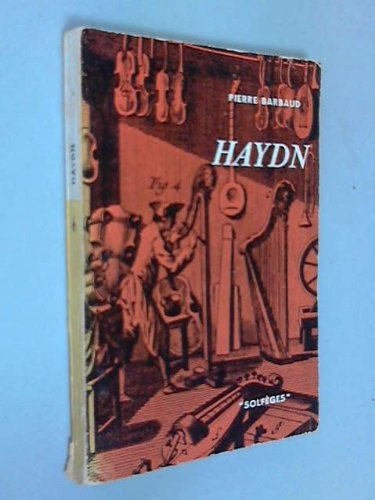 PIERRE BARBAUD
HAYDN
Fig. 4
"SOLFÈGES"
HAYDN